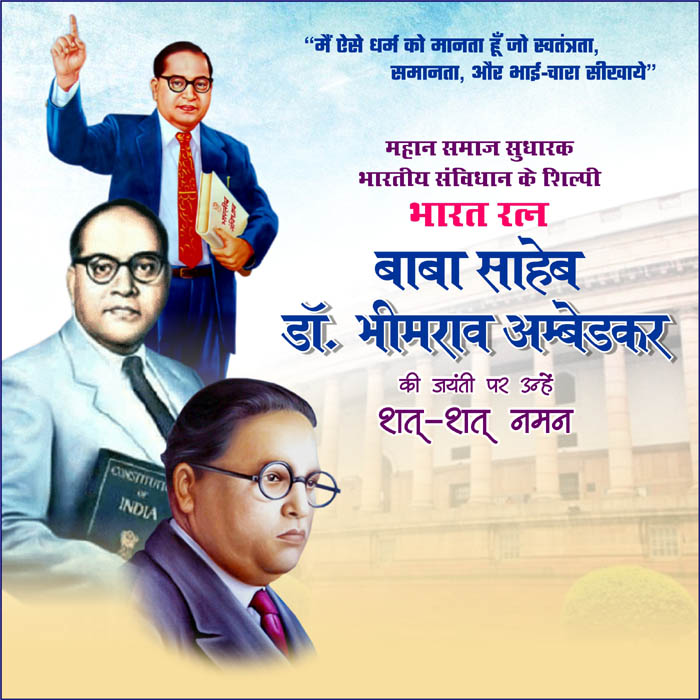 “मैं ऐसे धर्म को मानता हूँ जो स्वतंत्रता,
समानता, और भाई-चारा सीखाये”
महान समाज सुधारक
भारतीय संविधान के शिल्पी
भारत रत्न
बाबा साहेब
डॉ. भीमराव अम्बेडकर
की जयंती पर उन्हें
शत्-शत् नमन
भारतीय
संविधान
CONSTITUTION
OF
INDIA